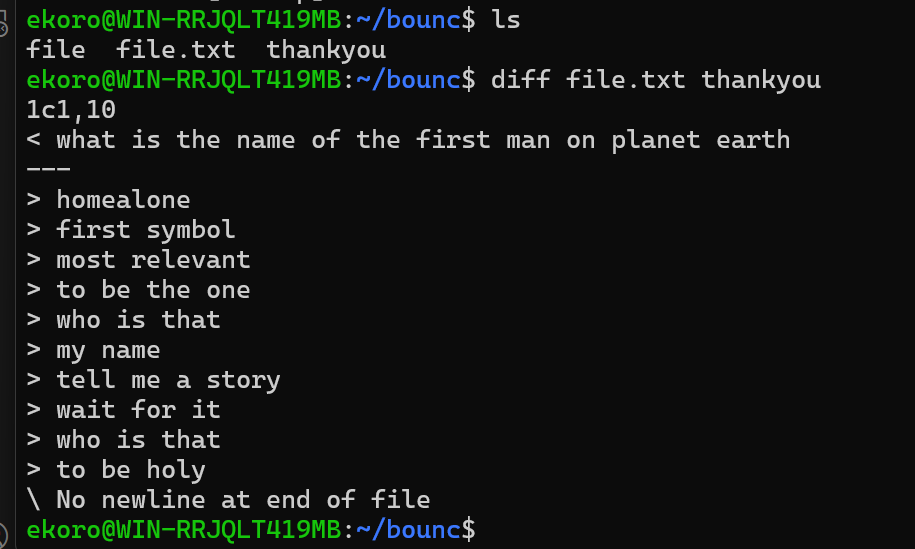 ekoro@WIN-RRJQLT419MB:~/bounc$ ls
file  file.txt  thankyou
ekoro@WIN-RRJQLT419MB:~/bounc$ diff file.txt thankyou
1c1,10
< what is the name of the first man on planet earth
---
> homealone
> first symbol
> most relevant
> to be the one
> who is that
> my name
> tell me a story
> wait for it
> who is that
> to be holy
\ No newline at end of file
ekoro@WIN-RRJQLT419MB:~/bounc$